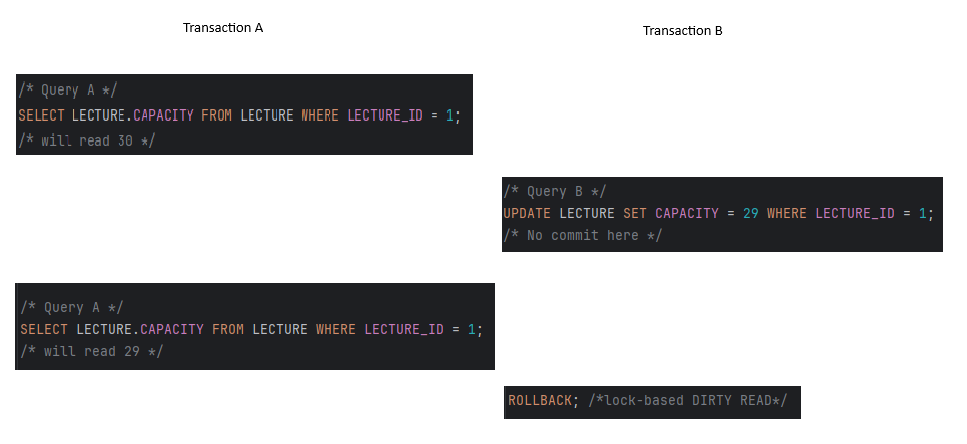 Transaction A
Transaction B
/* Query A */
SELECT LECTURE.CAPACITY FROM LECTURE WHERE LECTURE_ID = 1;
/* will read 30 */
/* Query B */
UPDATE LECTURE SET CAPACITY = 29 WHERE LECTURE_ID = 1;
/* No commit here */
/* Query A */
SELECT LECTURE.CAPACITY FROM LECTURE WHERE LECTURE_ID = 1;
/* will read 29 */
ROLLBACK; /*lock-based DIRTY READ*/